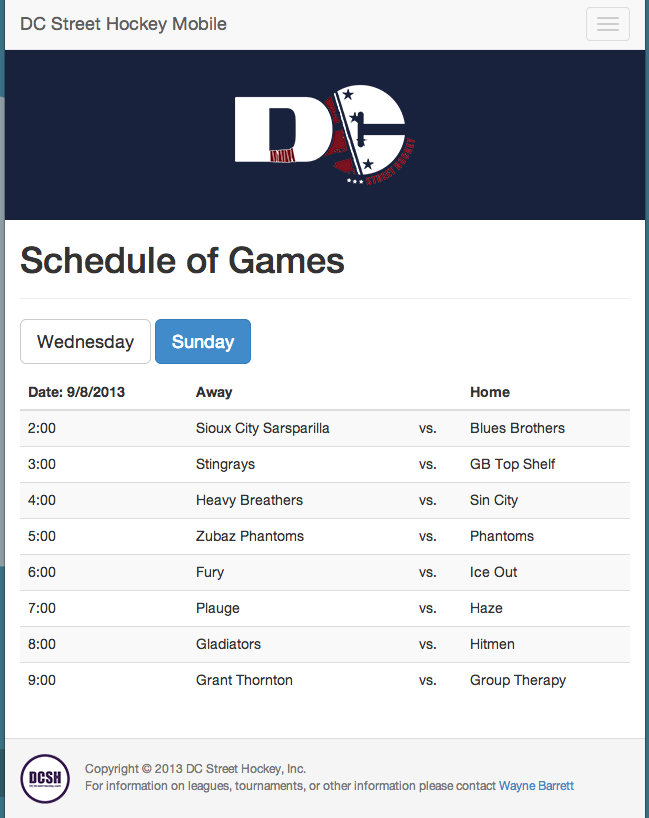 DC Street Hockey Mobile
DC
STREET HOCKEY
Schedule of Games
Wednesday Sunday
Date: 9/8/2013 Away Home
2:00 Sioux City Sarsparilla vs. Blues Brothers
3:00 Stingrays vs. GB Top Shelf
4:00 Heavy Breathers vs. Sin City
5:00 Zubaz Phantoms vs. Phantoms
6:00 Fury vs. Ice Out
7:00 Plauge vs. Haze
8:00 Gladiators vs. Hitmen
9:00 Grant Thornton vs. Group Therapy
DCSH
Copyright © 2013 DC Street Hockey, Inc.
For information on leagues, tournaments, or other information please contact Wayne Barrett